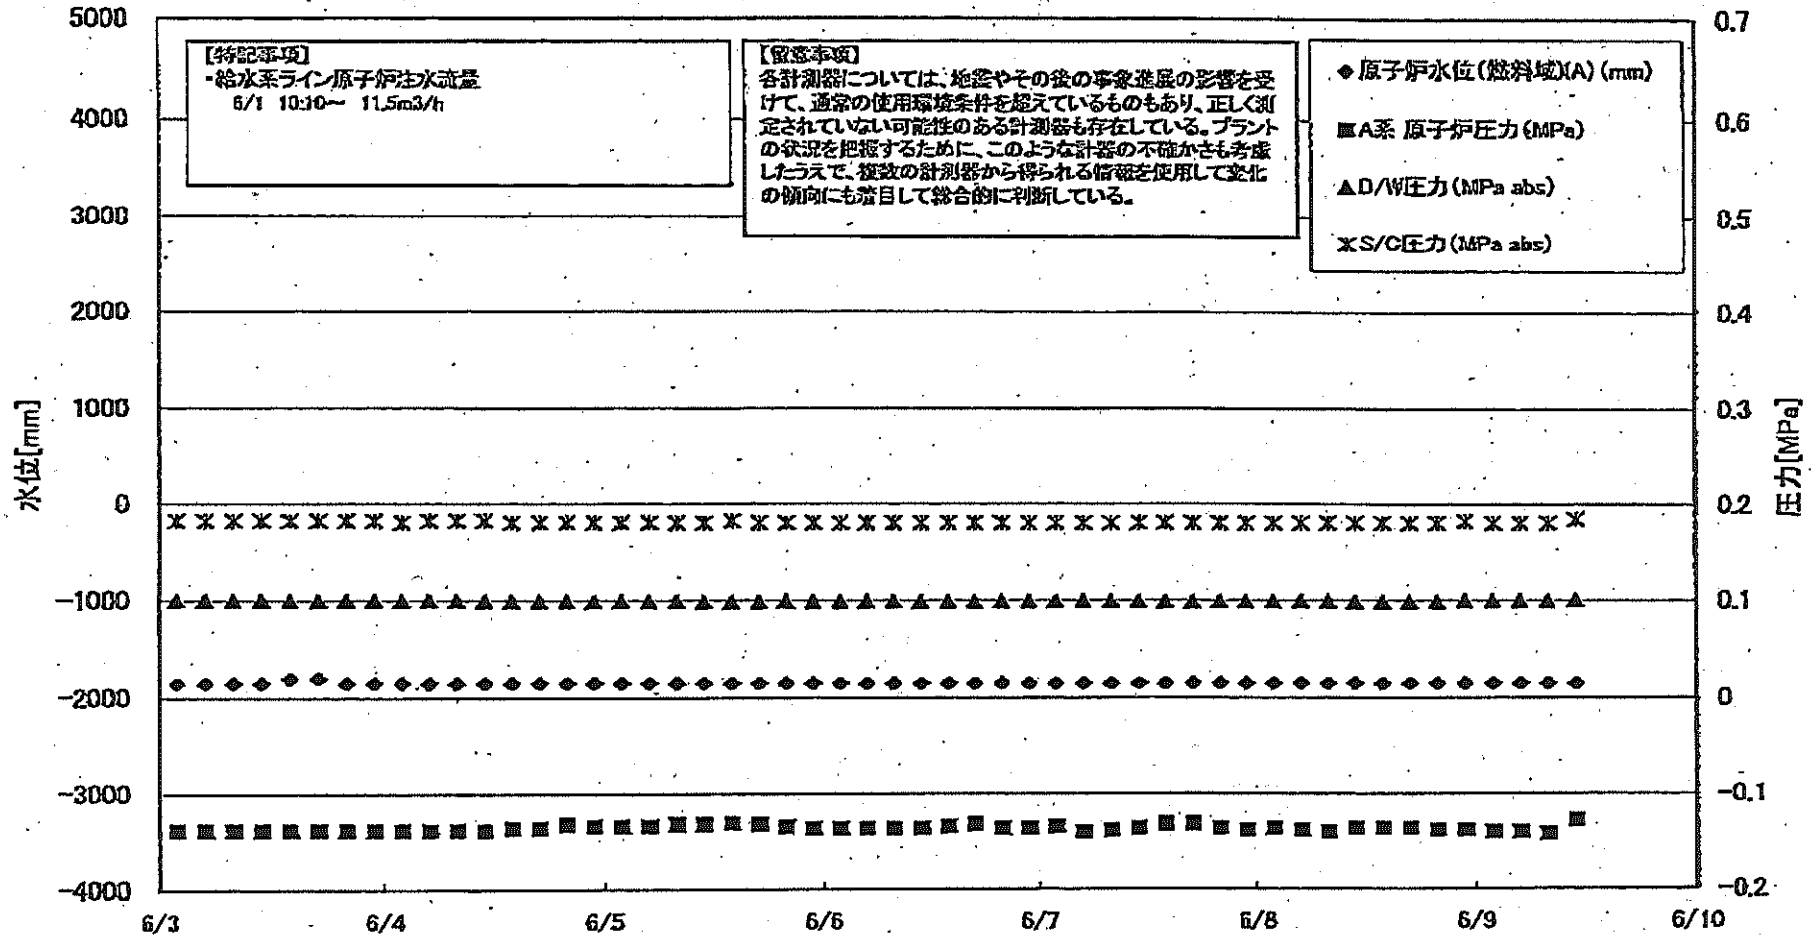 5000
4000
3000
2000
1000
0
-1000
-2000
-3000
-4000
水位[mm]
【特記事項】
・給水系ライン原子炉注水流量
6/1 10:10～ 11.5m3/h
【留意事項】
各計測器については、地震やその後の事象進展の影響を受
けて、通常の使用環境条件を超えているものもあり、正しく測
定されていない可能性のある計測器も存在している。プラント
の状況を把握するために、このような計器の不確かさも考慮
したうえで、複数の計測器から得られる情報を使用して変化
の傾向にも着目して総合的に判断している。
◆原子炉水位(燃料域)(A)(mm)
■A系 原子炉圧力(MPa)
▲D/W圧力(MPa abs)
S/C圧力(MPa abs)
0.7
0.6
0.5
0.4
0.3
0.2
0.1
0
-0.1
-0.2
圧力[MPa]
6/3 6/4 6/5 6/6 6/7 6/8 6/9 6/10